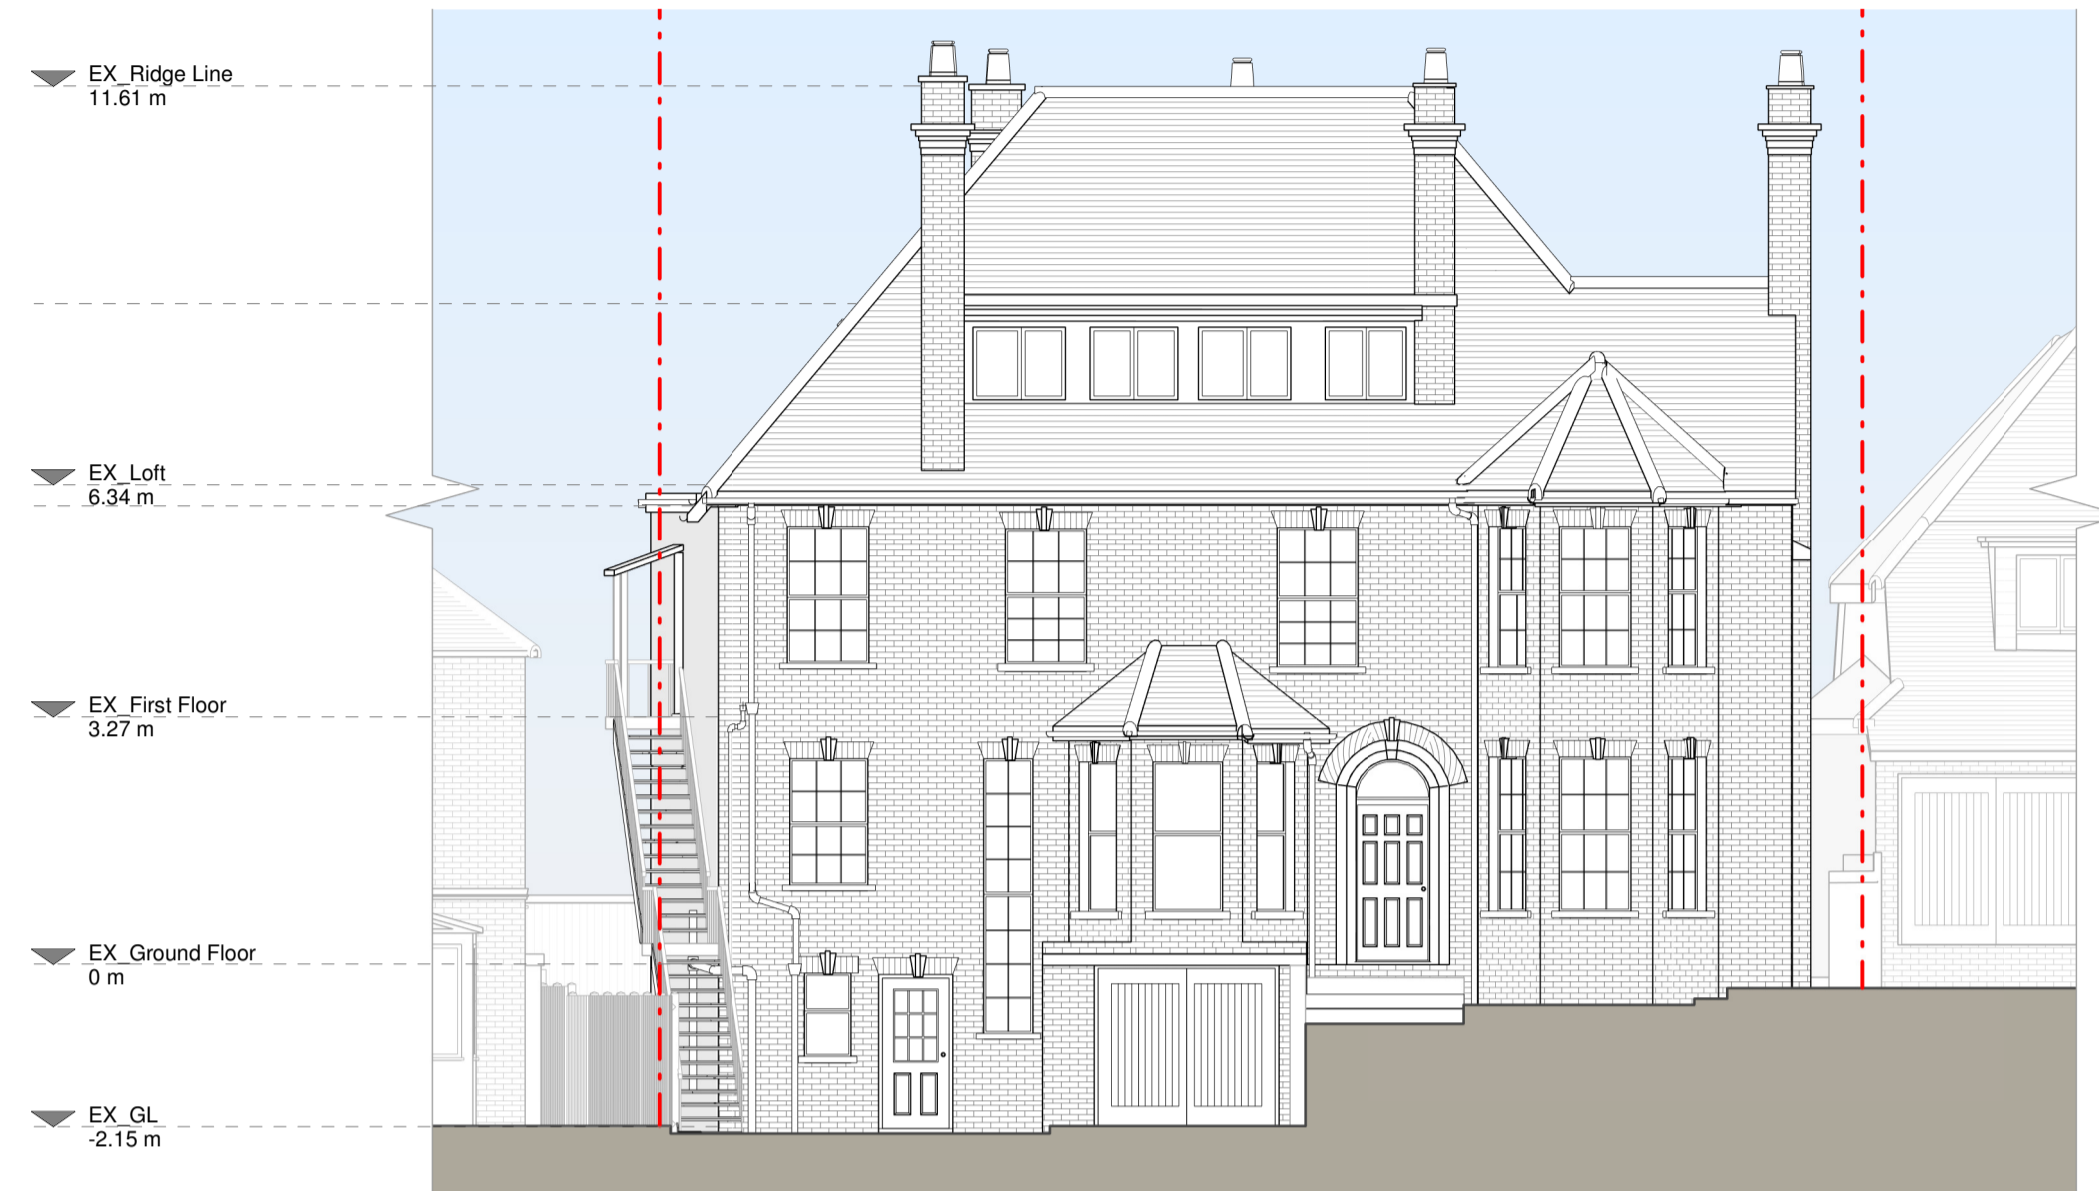 EX_Ridge Line
11.61 m
EX_Loft
6.34 m
EX_First Floor
3.27 m
EX_Ground Floor
0 m
EX_GL
-2.15 m